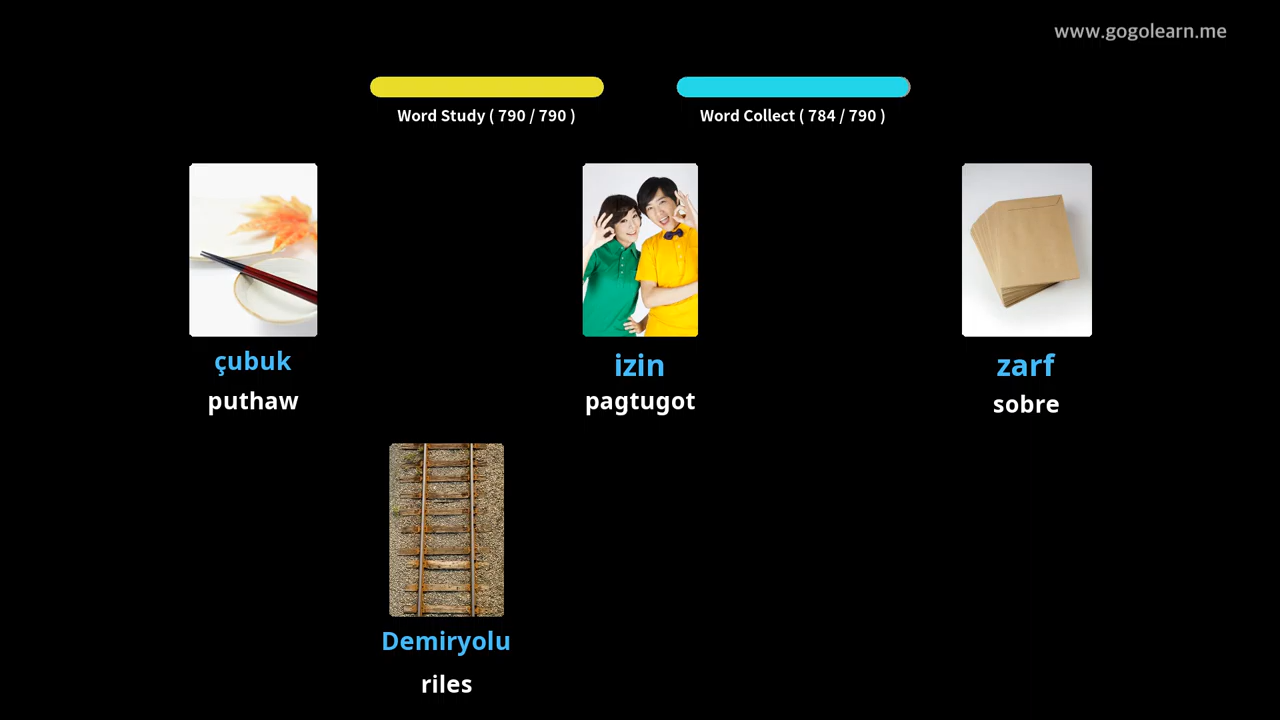 www.gogolearn.me
Word Study ( 790 / 790 )
Word Collect ( 784 / 790 )
çubuk
puthaw
izin
pagtugot
zarf
sobre
Demiryolu
riles